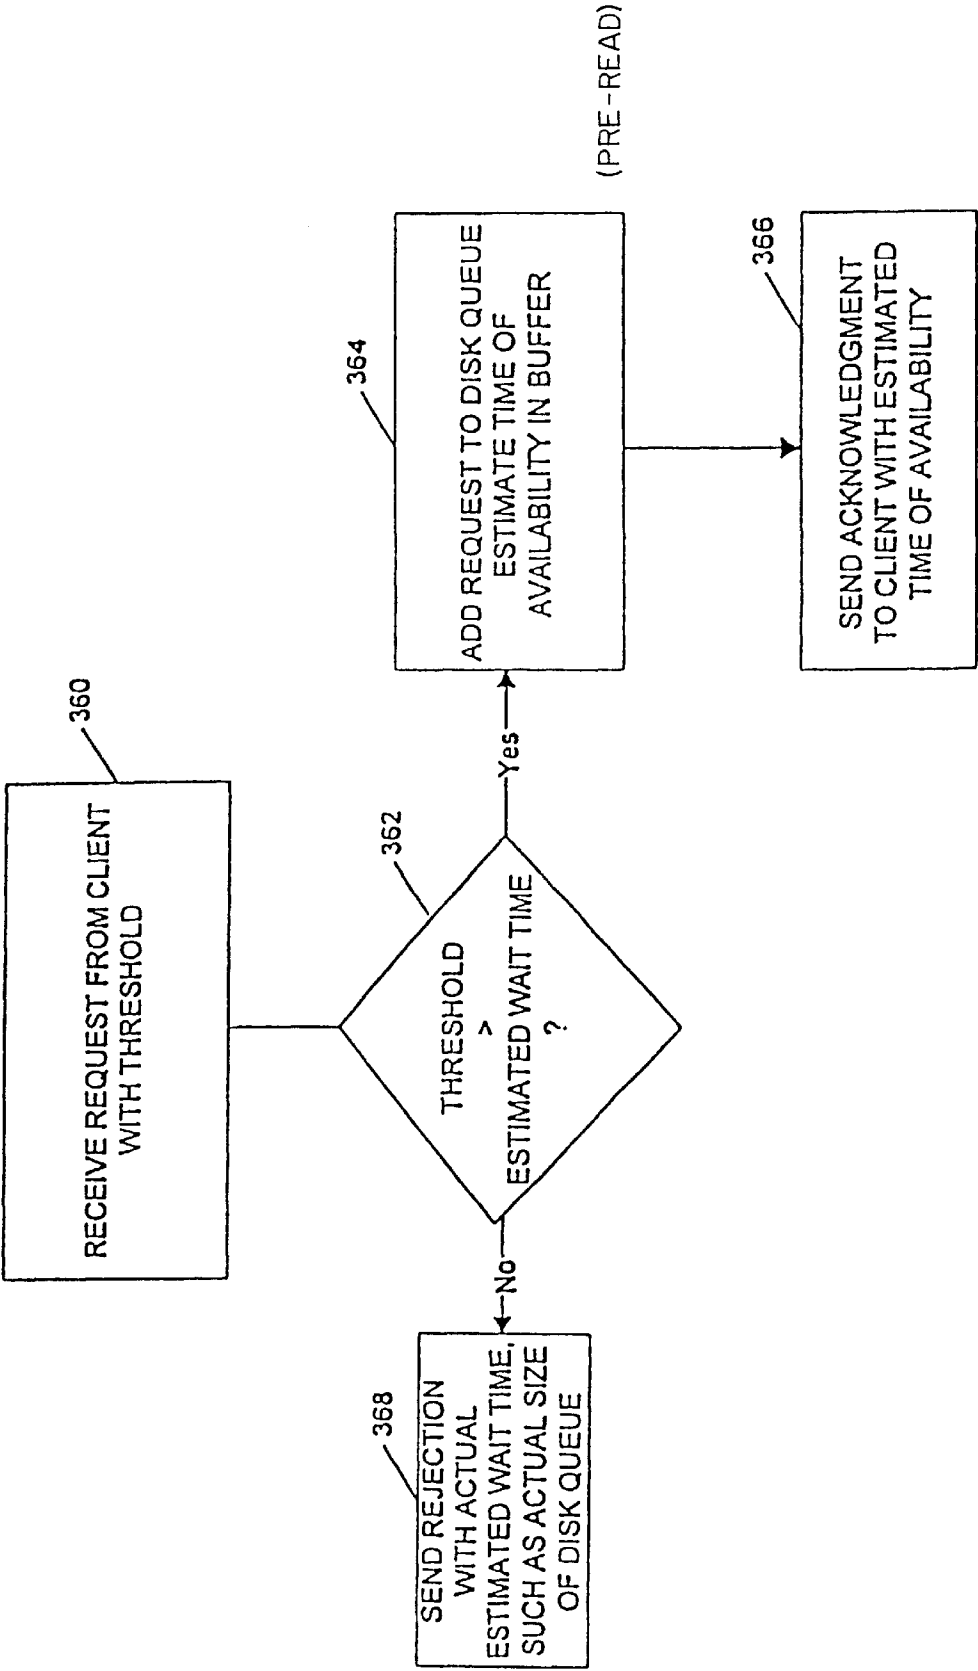 360
RECEIVE REQUEST FROM CLIENT
WITH THRESHOLD
362
THRESHOLD
>
ESTIMATED WAIT TIME
?
No
Yes
368
SEND REJECTION
WITH ACTUAL
ESTIMATED WAIT TIME,
SUCH AS ACTUAL SIZE
OF DISK QUEUE
364
ADD REQUEST TO DISK QUEUE
ESTIMATE TIME OF
AVAILABILITY IN BUFFER
(PRE-READ)
366
SEND ACKNOWLEDGMENT
TO CLIENT WITH ESTIMATED
TIME OF AVAILABILITY